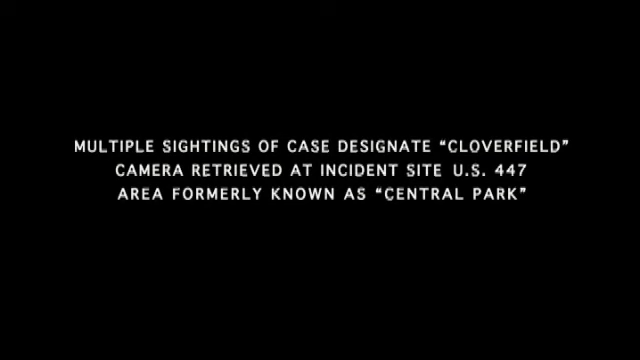 MULTIPLE SIGHTINGS OF CASE DESIGNATE “CLOVERFIELD”
CAMERA RETRIEVED AT INCIDENT SITE U.S. 447
AREA FORMERLY KNOWN AS “CENTRAL PARK”